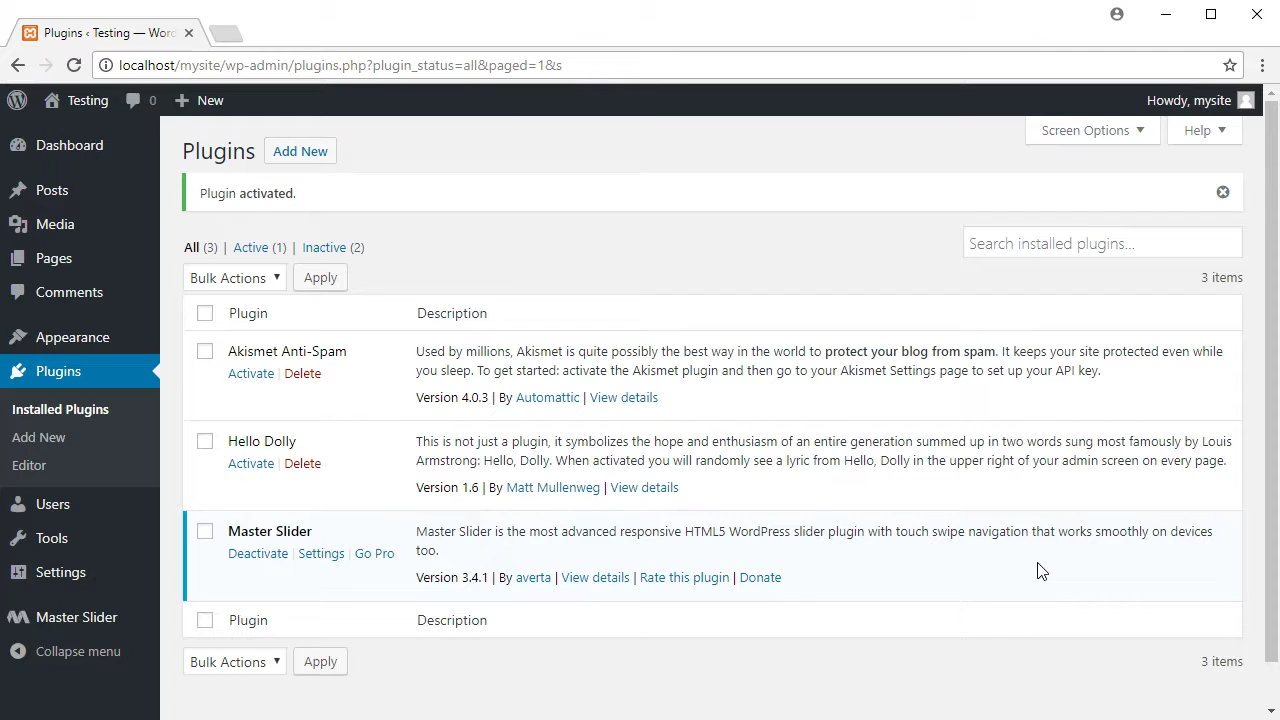 Plugins ‹ Testing — Wor
localhost/mysite/wp-admin/plugins.php?plugin_status=all&paged=1&s
Testing 0 New Howdy, mysite
Screen Options Help
Dashboard
Posts
Media
Pages
Comments
Appearance
Plugins
Installed Plugins
Add New
Editor
Users
Tools
Settings
Master Slider
Collapse menu
Plugins Add New
Plugin activated.
All (3) | Active (1) | Inactive (2)
Search installed plugins...
Bulk Actions Apply 3 items
Plugin Description
Akismet Anti-Spam
Activate | Delete
Used by millions, Akismet is quite possibly the best way in the world to protect your blog from spam. It keeps your site protected even while
you sleep. To get started: activate the Akismet plugin and then go to your Akismet Settings page to set up your API key.
Version 4.0.3 | By Automattic | View details
Hello Dolly
Activate | Delete
This is not just a plugin, it symbolizes the hope and enthusiasm of an entire generation summed up in two words sung most famously by Louis
Armstrong: Hello, Dolly. When activated you will randomly see a lyric from Hello, Dolly in the upper right of your admin screen on every page.
Version 1.6 | By Matt Mullenweg | View details
Master Slider
Deactivate | Settings | Go Pro
Master Slider is the most advanced responsive HTML5 WordPress slider plugin with touch swipe navigation that works smoothly on devices
too.
Version 3.4.1 | By averta | View details | Rate this plugin | Donate
Plugin Description
Bulk Actions Apply 3 items